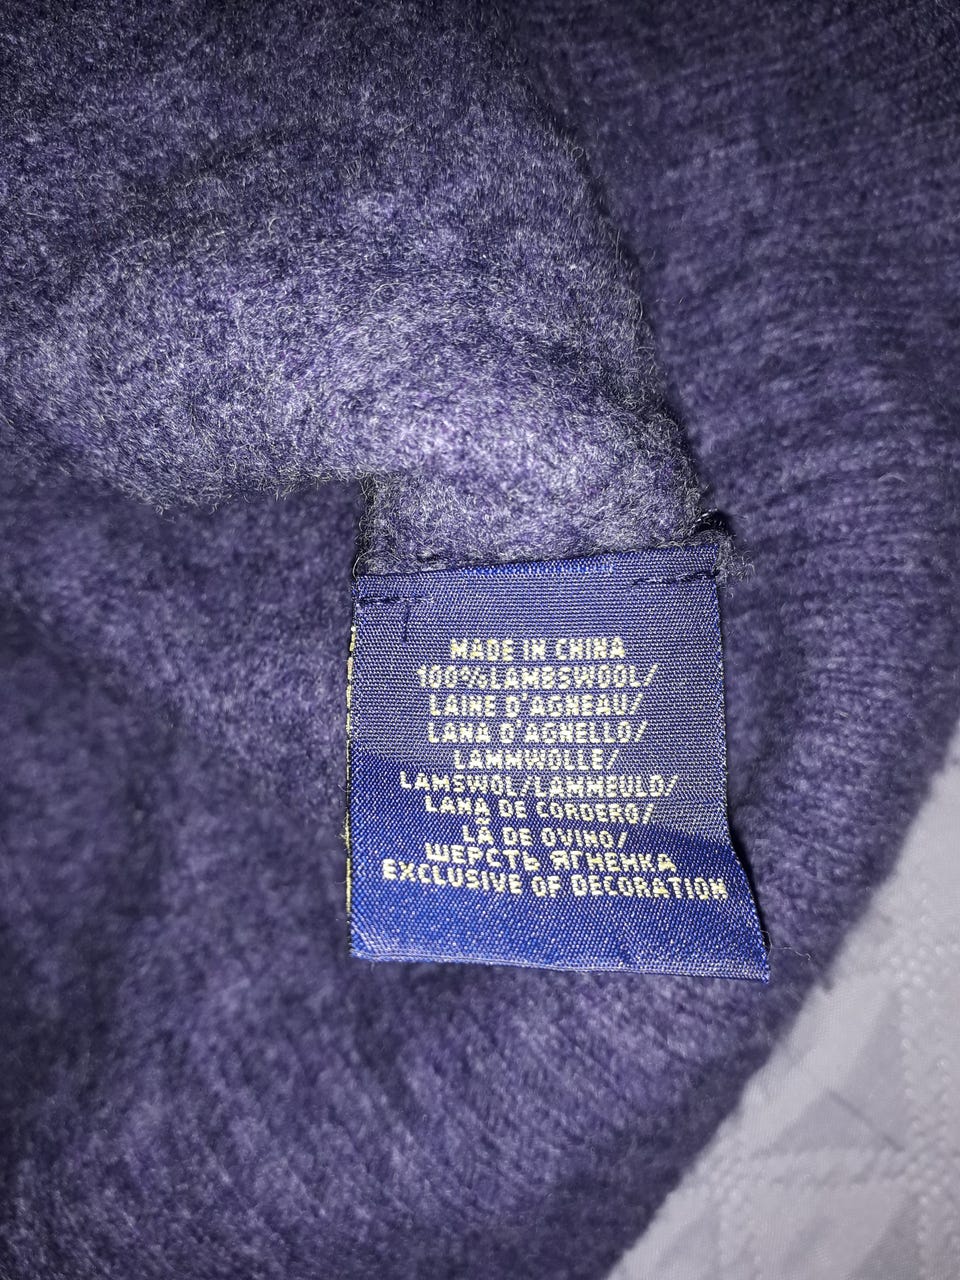 MADE IN CHINA
100%LAMBSWOOL/
LAINE D'AGNEAU/
LANA D'AGNELLO/
LAMMWOLLE/
LAMSWOL/LAMMEULD/
LANA DE CORDERO/
LÃ DE OVINO/
ШЕРСТЬ ЯГНЕНКА
EXCLUSIVE OF DECORATION